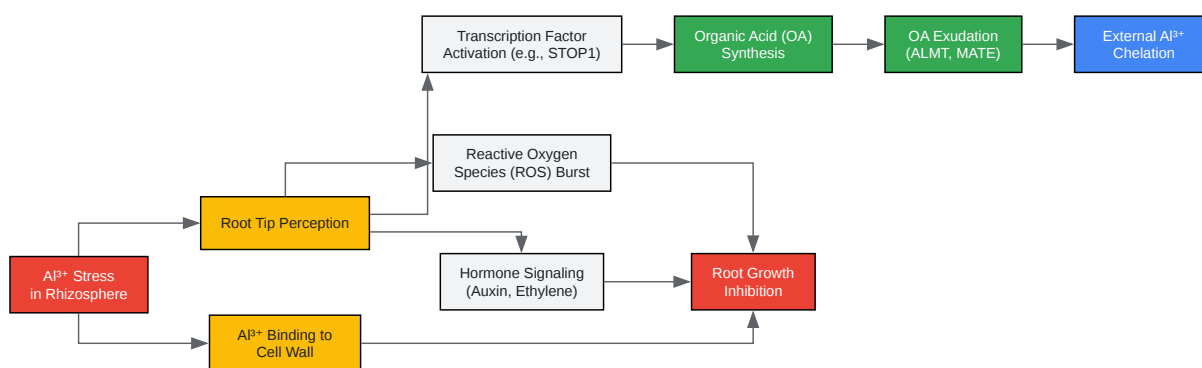 Transcription Factor
Activation (e.g., STOP1)
Organic Acid (OA)
Synthesis
OA Exudation
(ALMT, MATE)
External Al³⁺
Chelation
Reactive Oxygen
Species (ROS) Burst
Root Tip Perception
Al³⁺ Stress
in Rhizosphere
Hormone Signaling
(Auxin, Ethylene)
Root Growth
Inhibition
Al³⁺ Binding to
Cell Wall